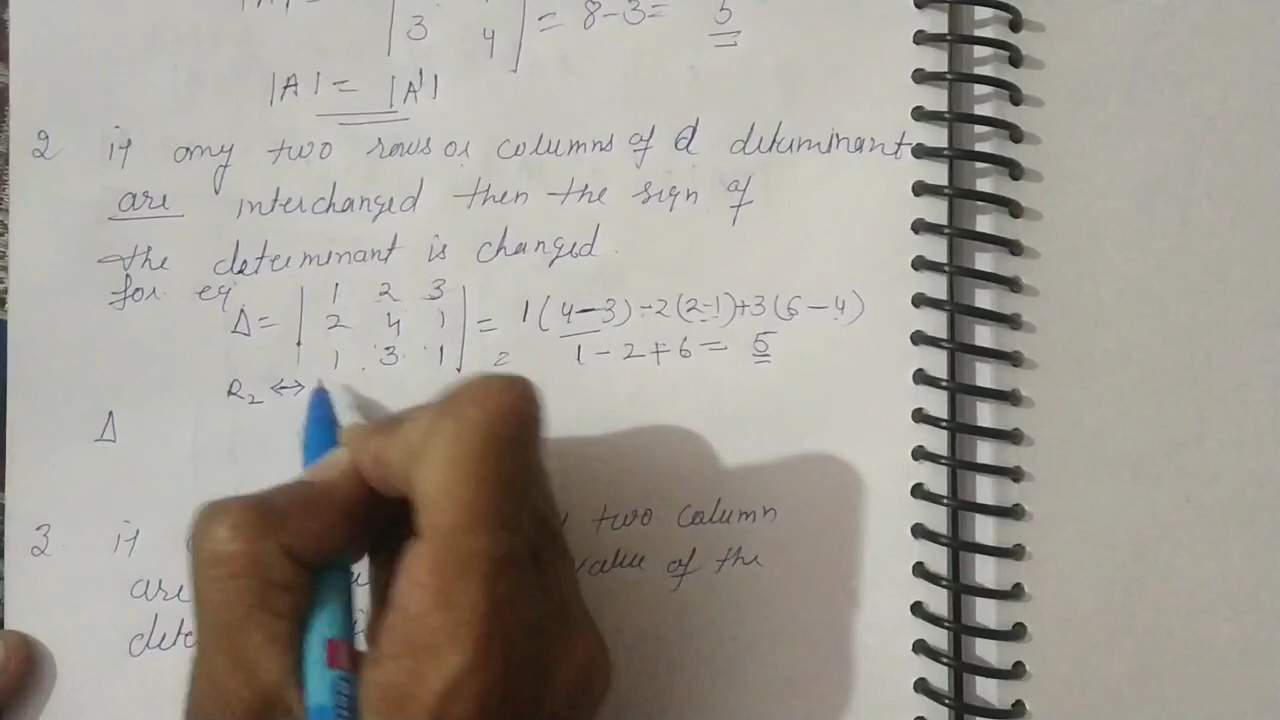 3 4 = 8-3= 5
|A| = |A'|
2 if any two rows or columns of a determinant
are interchanged then the sign of
the determinant is changed.
for eg.
1 2 3
Δ= 2 4 1 = 1(4-3)-2(2-1)+3(6-4)
1 3 1 = 1-2+6= 5
R2 ↔
Δ
3 if two column
are value of the